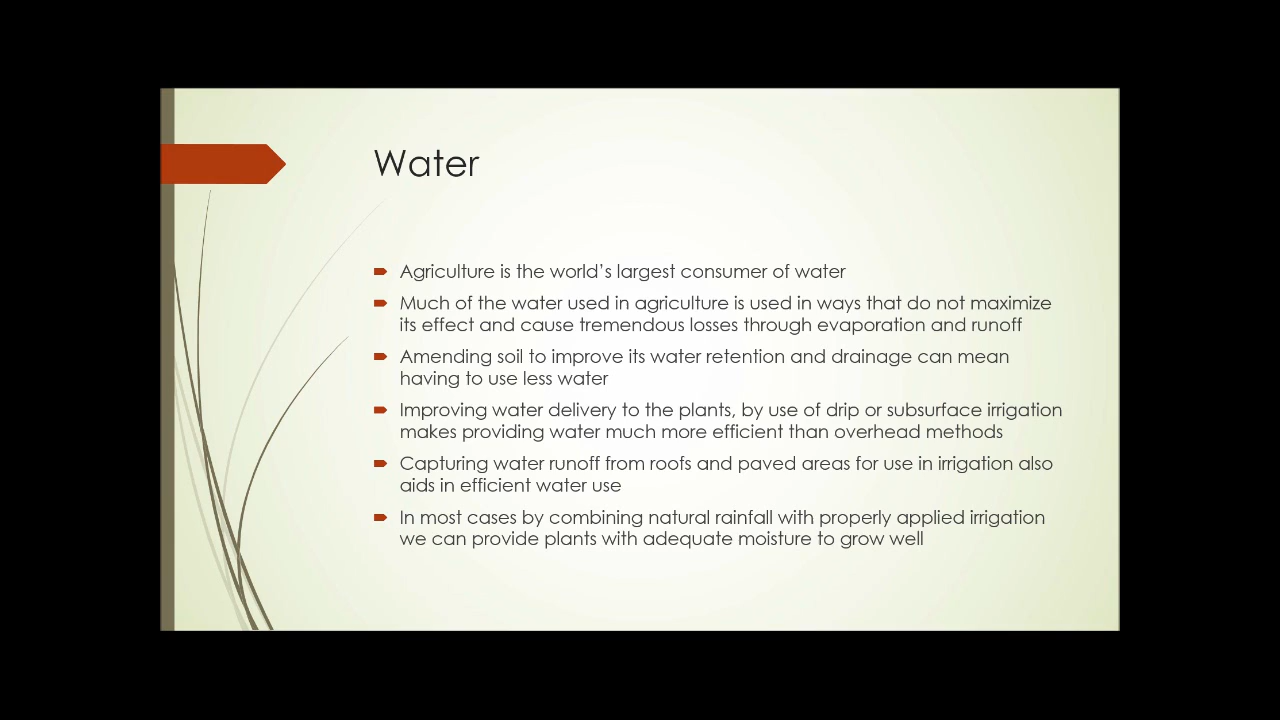 Water
Agriculture is the world’s largest consumer of water
Much of the water used in agriculture is used in ways that do not maximize
its effect and cause tremendous losses through evaporation and runoff
Amending soil to improve its water retention and drainage can mean
having to use less water
Improving water delivery to the plants, by use of drip or subsurface irrigation
makes providing water much more efficient than overhead methods
Capturing water runoff from roofs and paved areas for use in irrigation also
aids in efficient water use
In most cases by combining natural rainfall with properly applied irrigation
we can provide plants with adequate moisture to grow well